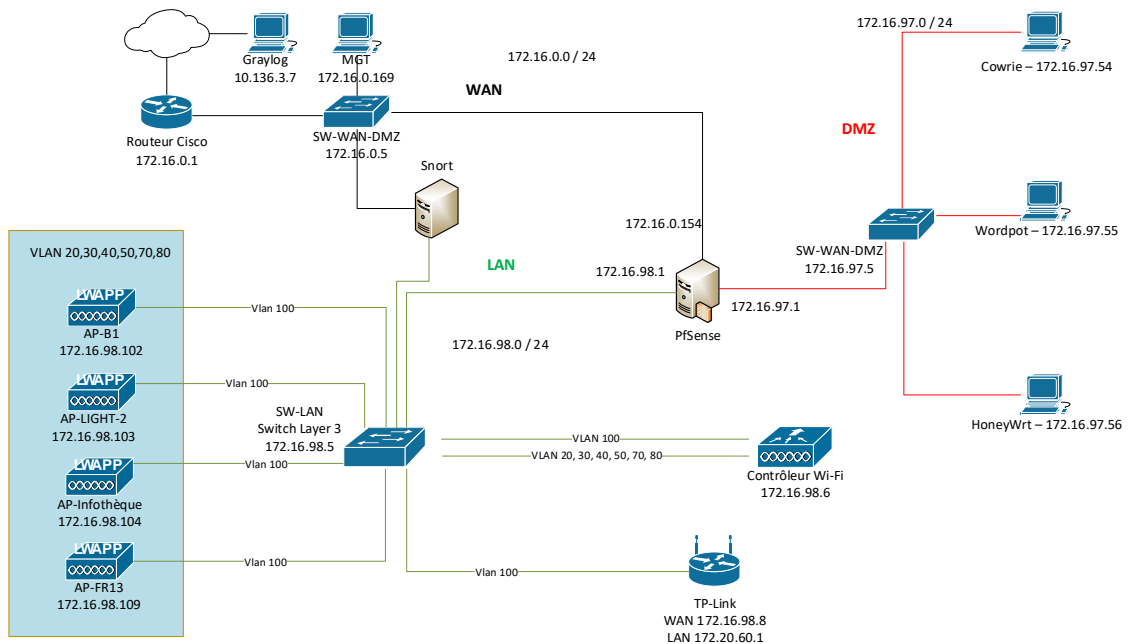 172.16.97.0 / 24
Graylog
10.136.3.7
MGT
172.16.0.169
172.16.0.0 / 24
Cowrie – 172.16.97.54
WAN
DMZ
Routeur Cisco
172.16.0.1
SW-WAN-DMZ
172.16.0.5
Snort
172.16.0.154
Wordpot – 172.16.97.55
SW-WAN-DMZ
172.16.97.5
VLAN 20,30,40,50,70,80
LAN
172.16.98.1
172.16.97.1
PfSense
LWAPP
Vlan 100
AP-B1
172.16.98.102
172.16.98.0 / 24
LWAPP
Vlan 100
AP-LIGHT-2
172.16.98.103
SW-LAN
Switch Layer 3
172.16.98.5
HoneyWrt – 172.16.97.56
VLAN 100
VLAN 20, 30, 40, 50, 70, 80
Contrôleur Wi-Fi
172.16.98.6
LWAPP
Vlan 100
AP-Infothèque
172.16.98.104
LWAPP
Vlan 100
AP-FR13
172.16.98.109
Vlan 100
TP-Link
WAN 172.16.98.8
LAN 172.20.60.1